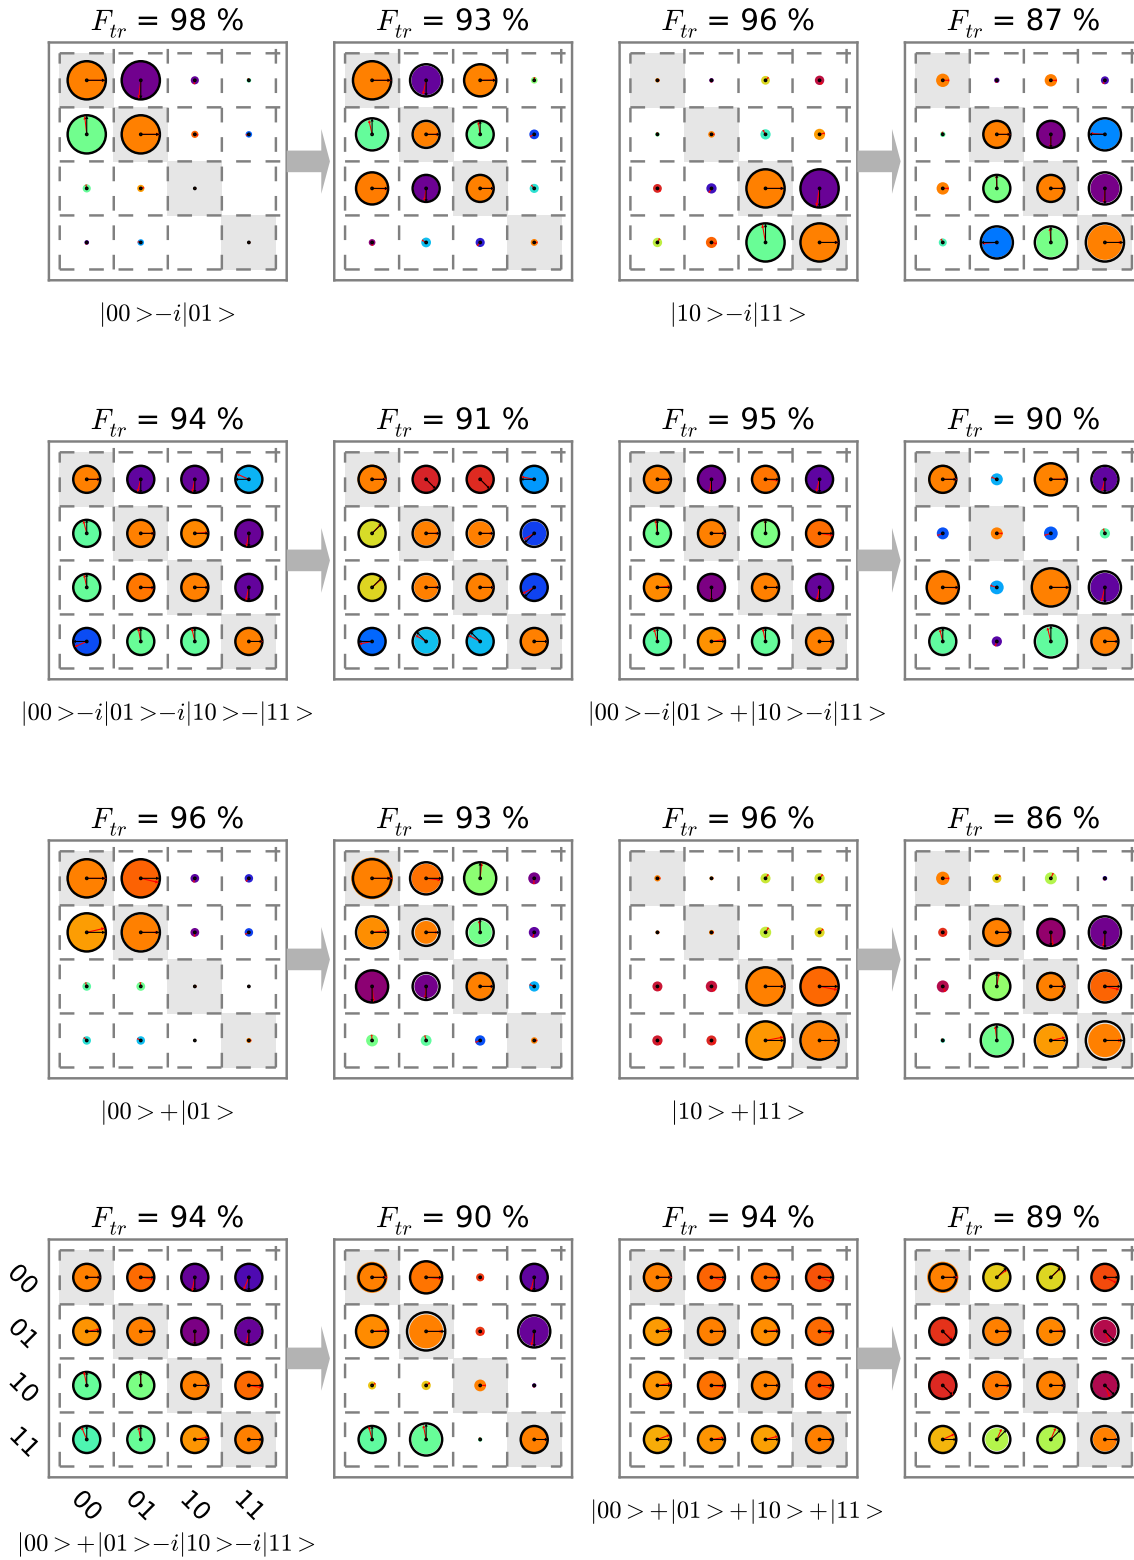 F_tr = 98 %
F_tr = 93 %
F_tr = 96 %
F_tr = 87 %
|00>−i|01>
|10>−i|11>
F_tr = 94 %
F_tr = 91 %
F_tr = 95 %
F_tr = 90 %
|00>−i|01>−i|10>−|11>
|00>−i|01>+|10>−i|11>
F_tr = 96 %
F_tr = 93 %
F_tr = 96 %
F_tr = 86 %
|00>+|01>
|10>+|11>
F_tr = 94 %
F_tr = 90 %
F_tr = 94 %
F_tr = 89 %
00
01
10
11
00 01 10 11
|00>+|01>−i|10>−i|11>
|00>+|01>+|10>+|11>